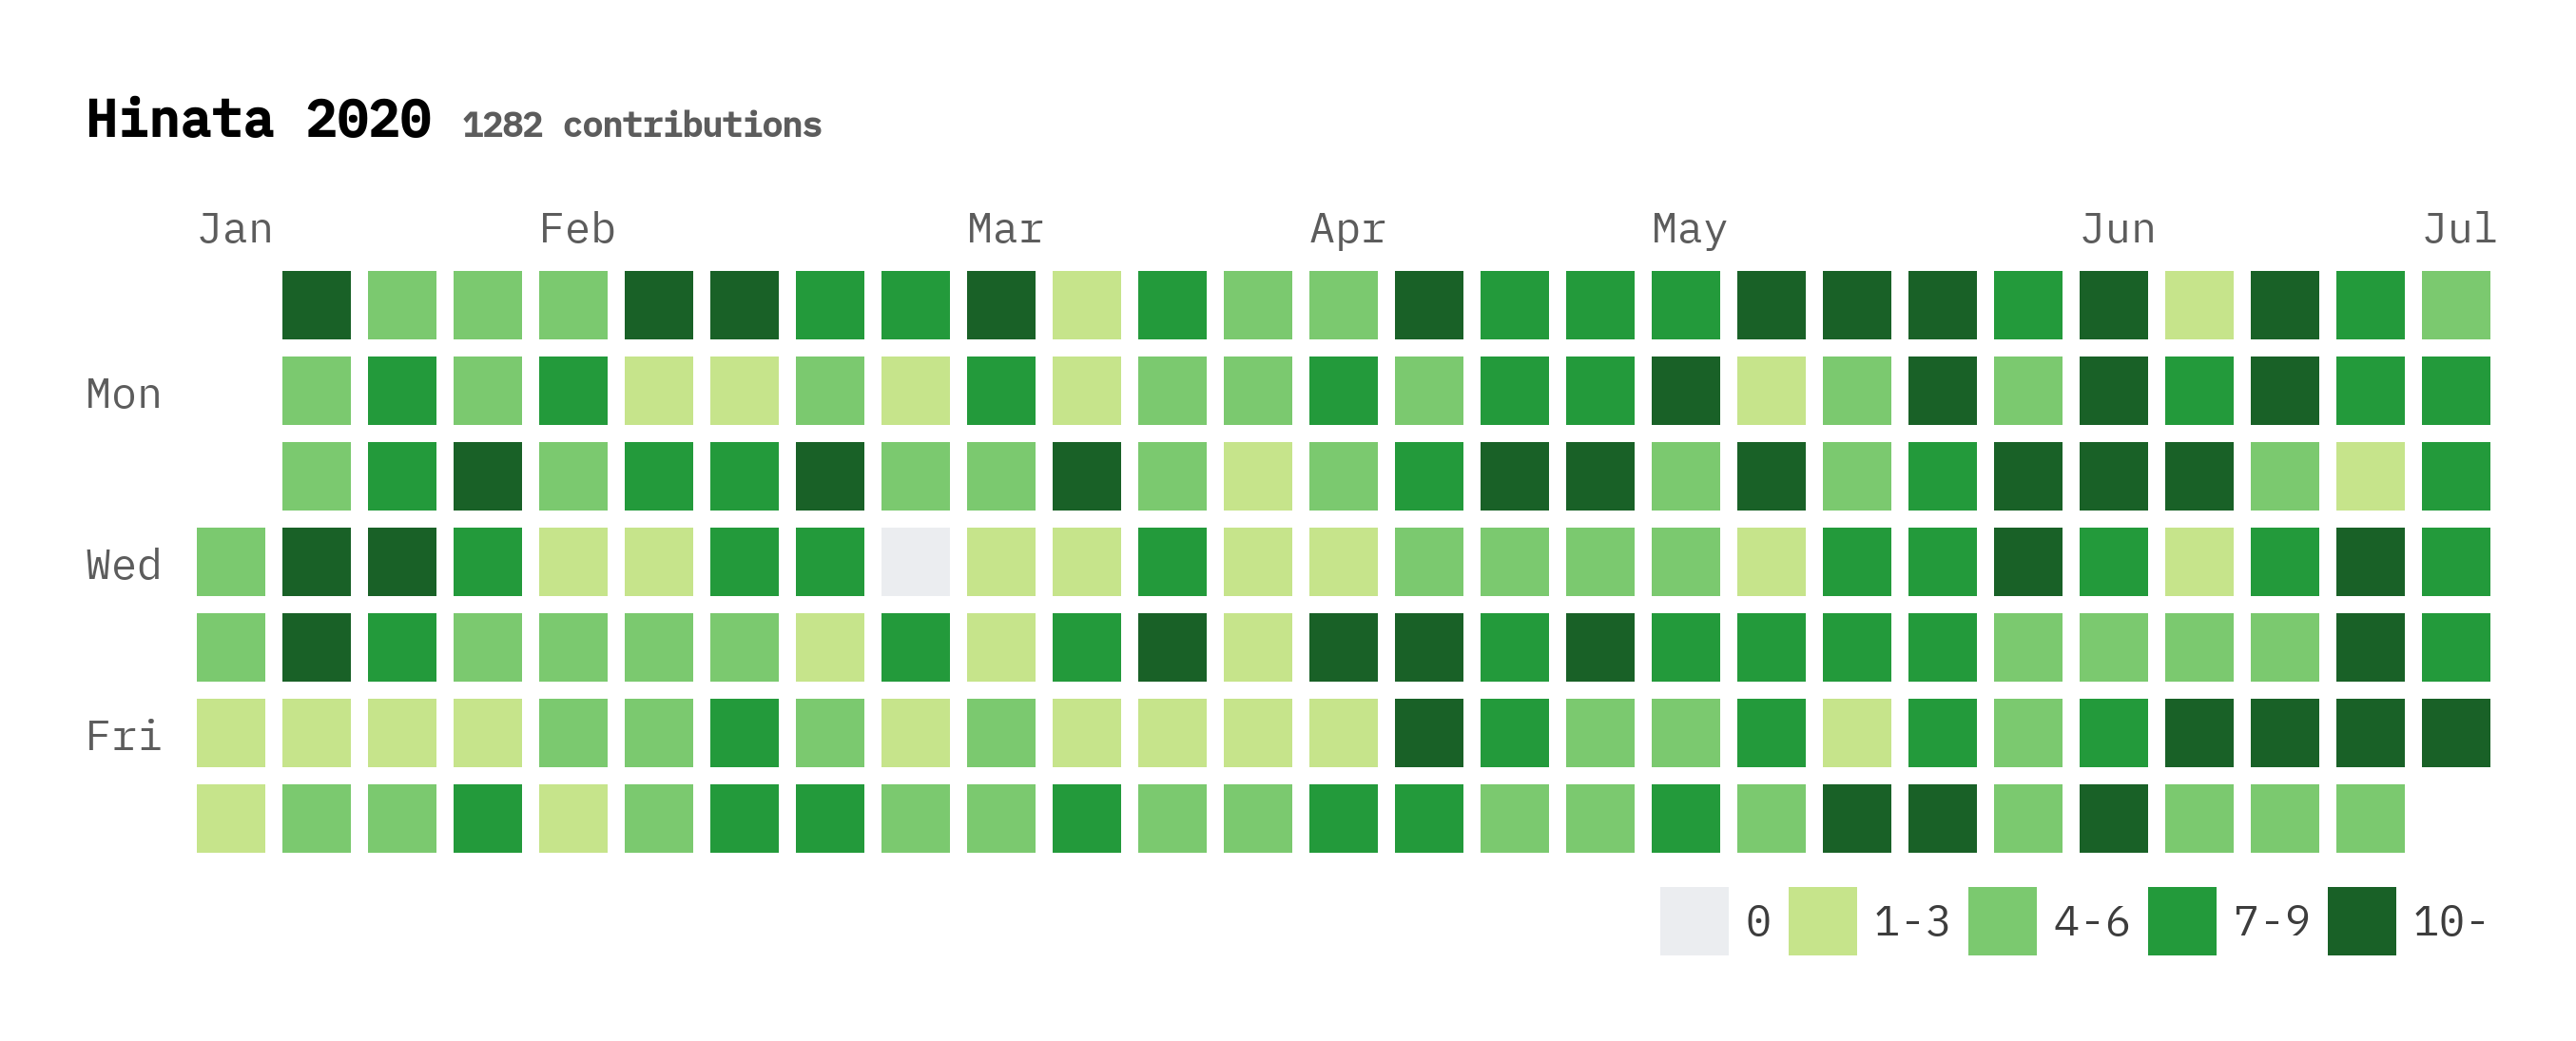 Hinata 2020 1282 contributions
Jan Feb Mar Apr May Jun Jul
Mon
Wed
Fri
0 1-3 4-6 7-9 10-